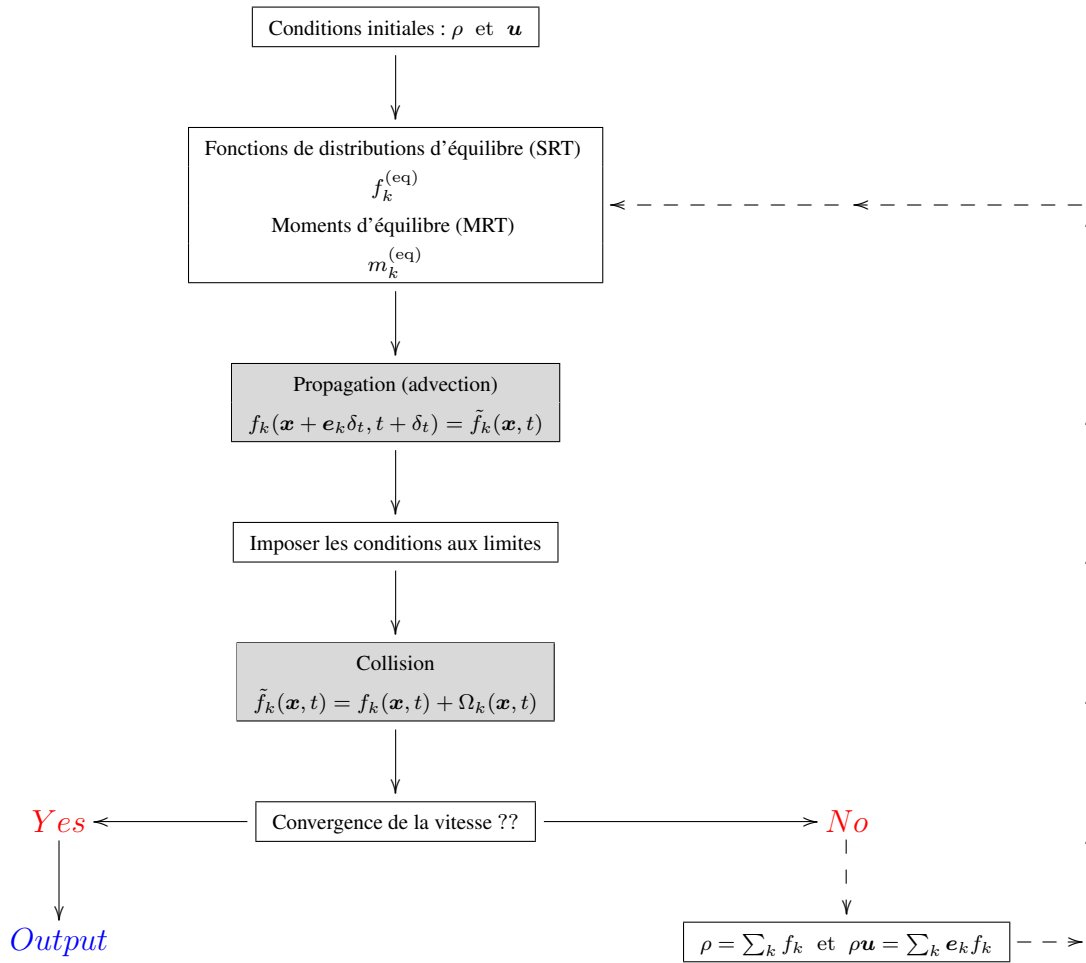 Conditions initiales : ρ et u
Fonctions de distributions d'équilibre (SRT)
f_k^{(eq)}
Moments d'équilibre (MRT)
m_k^{(eq)}
Propagation (advection)
f_k(x + e_kδ_t, t + δ_t) = f̃_k(x, t)
Imposer les conditions aux limites
Collision
f̃_k(x, t) = f_k(x, t) + Ω_k(x, t)
Yes
Convergence de la vitesse ??
No
Output
ρ = ∑_k f_k et ρu = ∑_k e_k f_k